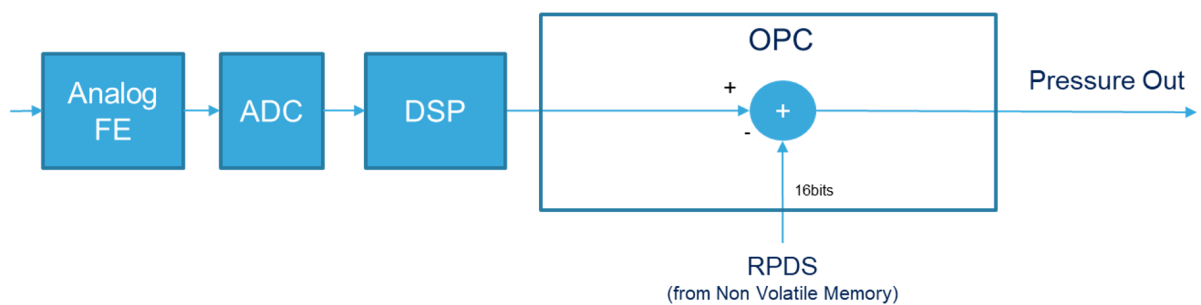 Analog
FE
ADC
DSP
OPC
+
-
+
16bits
Pressure Out
RPDS
(from Non Volatile Memory)